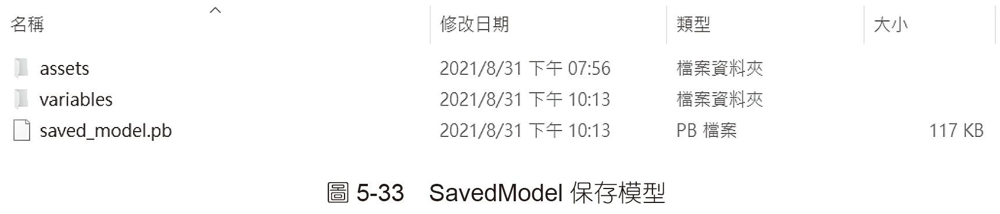 名稱 修改日期 類型 大小
assets 2021/8/31 下午 07:56 檔案資料夾
variables 2021/8/31 下午 10:13 檔案資料夾
saved_model.pb 2021/8/31 下午 10:13 PB 檔案 117 KB
圖 5-33 SavedModel 保存模型